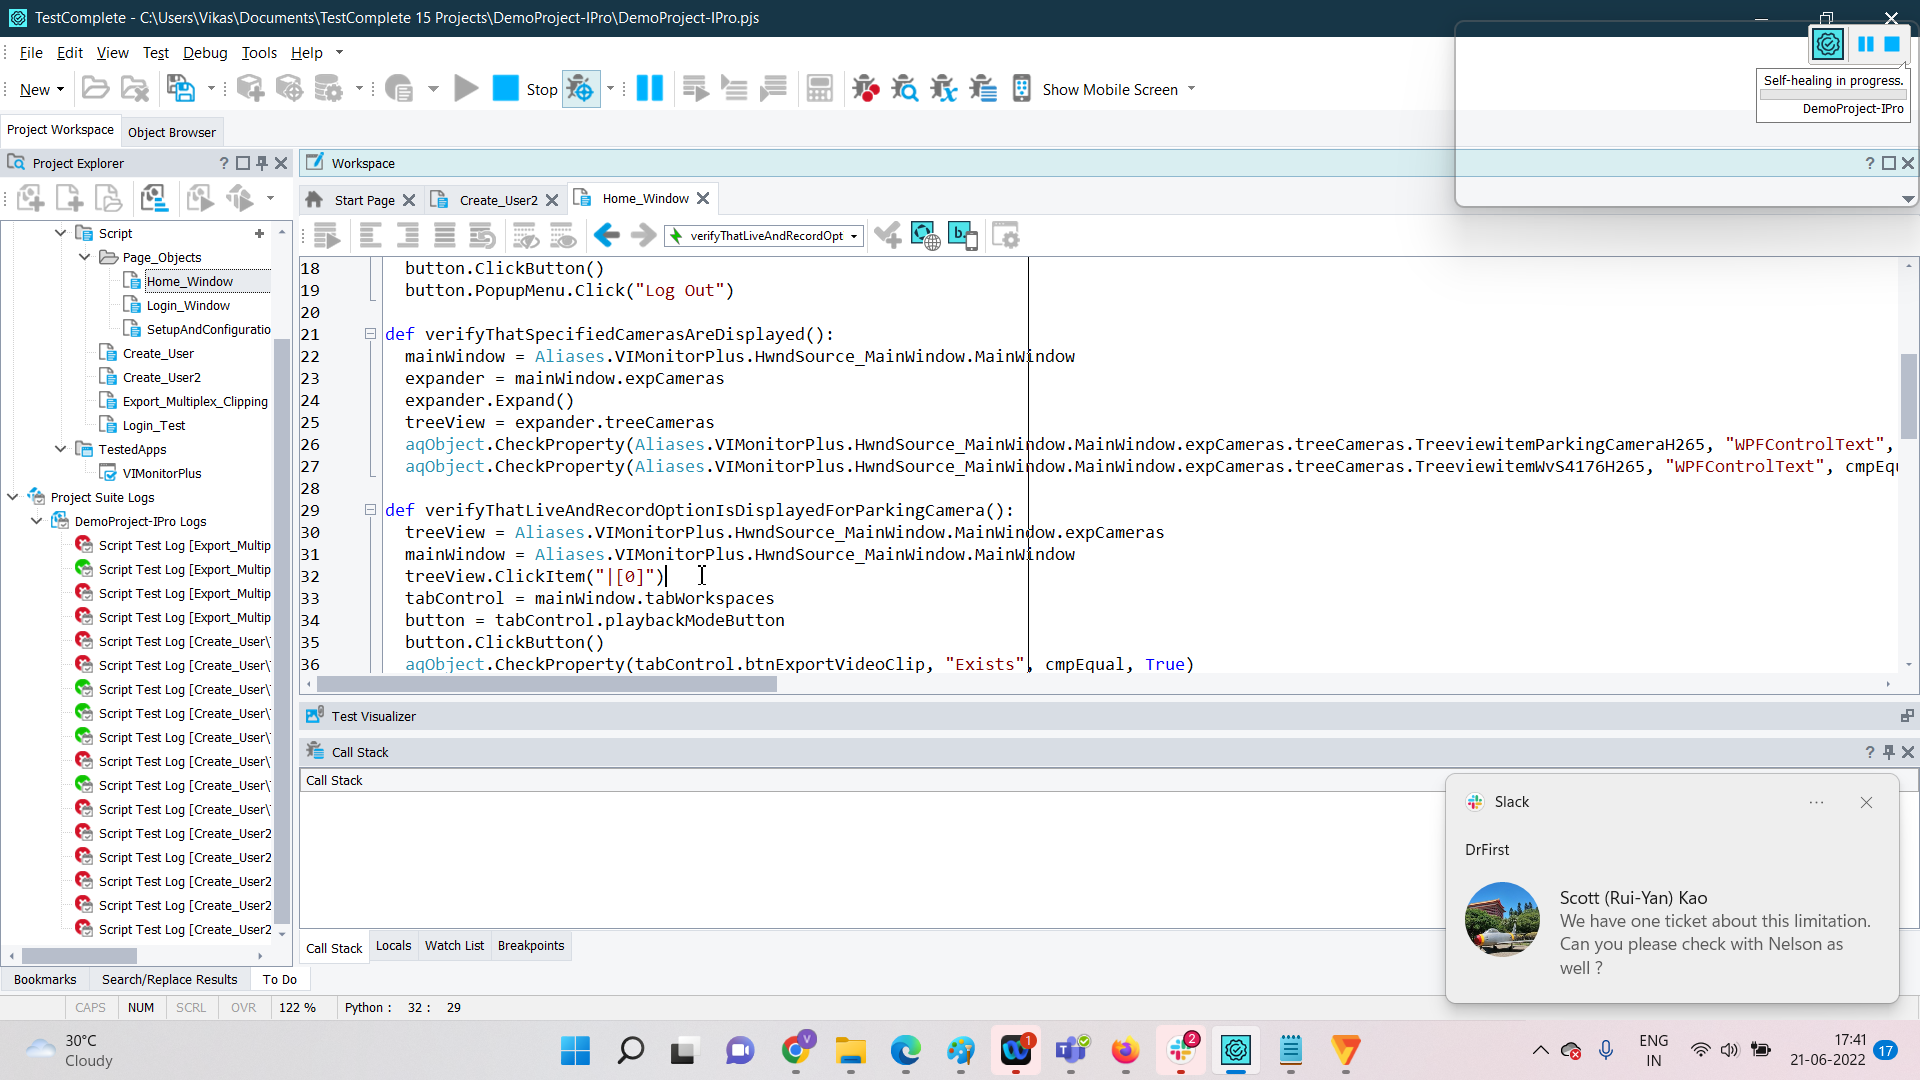 TestComplete - C:\Users\Vikas\Documents\TestComplete 15 Projects\DemoProject-IPro\DemoProject-IPro.pjs
File Edit View Test Debug Tools Help
New Stop Show Mobile Screen
Self-healing in progress.
DemoProject-IPro
Project Workspace Object Browser
Project Explorer
Workspace
Start Page Create_User2 Home_Window
verifyThatLiveAndRecordOpt
Script
Page_Objects
Home_Window
Login_Window
SetupAndConfiguratio
Create_User
Create_User2
Export_Multiplex_Clipping
Login_Test
TestedApps
VIMonitorPlus
Project Suite Logs
DemoProject-IPro Logs
Script Test Log [Export_Multip
Script Test Log [Export_Multip
Script Test Log [Export_Multip
Script Test Log [Export_Multip
Script Test Log [Create_User\
Script Test Log [Create_User\
Script Test Log [Create_User\
Script Test Log [Create_User\
Script Test Log [Create_User\
Script Test Log [Create_User\
Script Test Log [Create_User\
Script Test Log [Create_User\
Script Test Log [Create_User2
Script Test Log [Create_User2
Script Test Log [Create_User2
Script Test Log [Create_User2
Script Test Log [Create_User2
18 button.ClickButton()
19 button.PopupMenu.Click("Log Out")
20
21 def verifyThatSpecifiedCamerasAreDisplayed():
22 mainWindow = Aliases.VIMonitorPlus.HwndSource_MainWindow.MainWindow
23 expander = mainWindow.expCameras
24 expander.Expand()
25 treeView = expander.treeCameras
26 aqObject.CheckProperty(Aliases.VIMonitorPlus.HwndSource_MainWindow.MainWindow.expCameras.treeCameras.TreeviewitemParkingCameraH265, "WPFControlText",
27 aqObject.CheckProperty(Aliases.VIMonitorPlus.HwndSource_MainWindow.MainWindow.expCameras.treeCameras.TreeviewitemWvS4176H265, "WPFControlText", cmpEqu
28
29 def verifyThatLiveAndRecordOptionIsDisplayedForParkingCamera():
30 treeView = Aliases.VIMonitorPlus.HwndSource_MainWindow.MainWindow.expCameras
31 mainWindow = Aliases.VIMonitorPlus.HwndSource_MainWindow.MainWindow
32 treeView.ClickItem("|[0]")
33 tabControl = mainWindow.tabWorkspaces
34 button = tabControl.playbackModeButton
35 button.ClickButton()
36 aqObject.CheckProperty(tabControl.btnExportVideoClip, "Exists", cmpEqual, True)
Test Visualizer
Call Stack
Call Stack
Call Stack Locals Watch List Breakpoints
Slack
DrFirst
Scott (Rui-Yan) Kao
We have one ticket about this limitation.
Can you please check with Nelson as
well ?
Bookmarks Search/Replace Results To Do
CAPS NUM SCRL OVR 122 % Python : 32 : 29
30°C
Cloudy
V
1
2
ENG
IN
17:41
21-06-2022
17